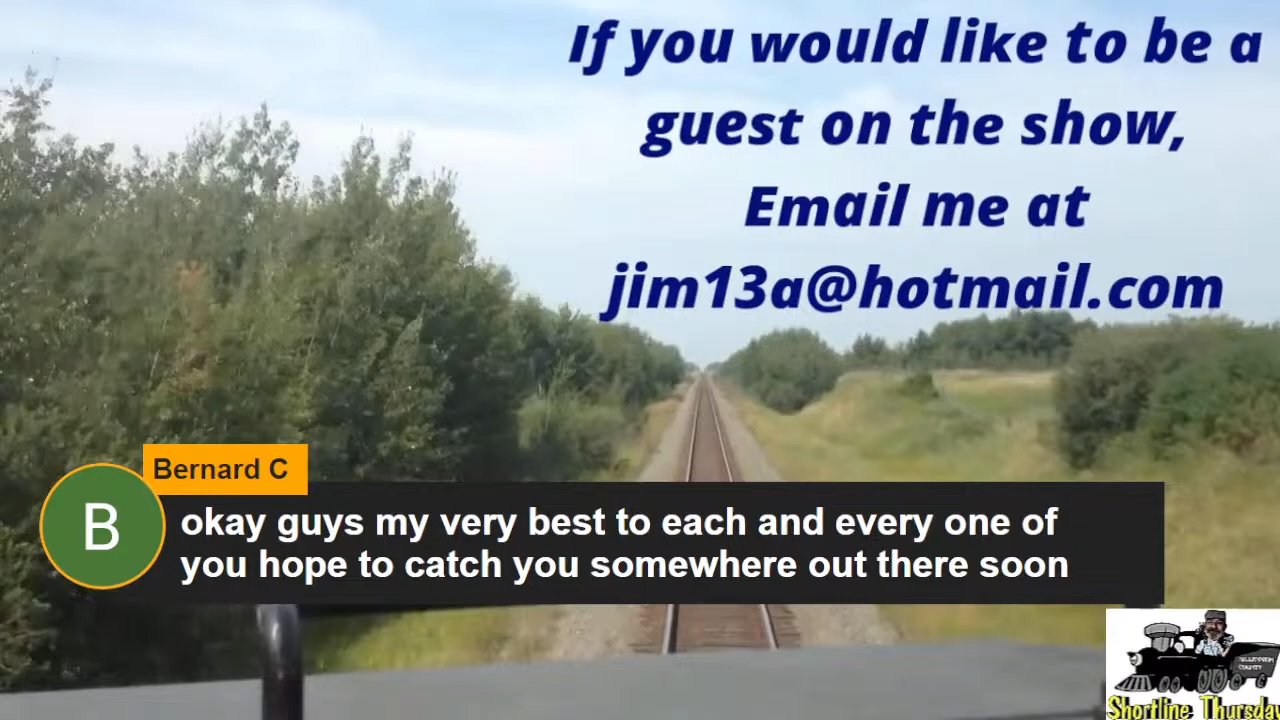 If you would like to be a
guest on the show,
Email me at
jim13a@hotmail.com
Bernard C
B
okay guys my very best to each and every one of
you hope to catch you somewhere out there soon
Shortline Thursday